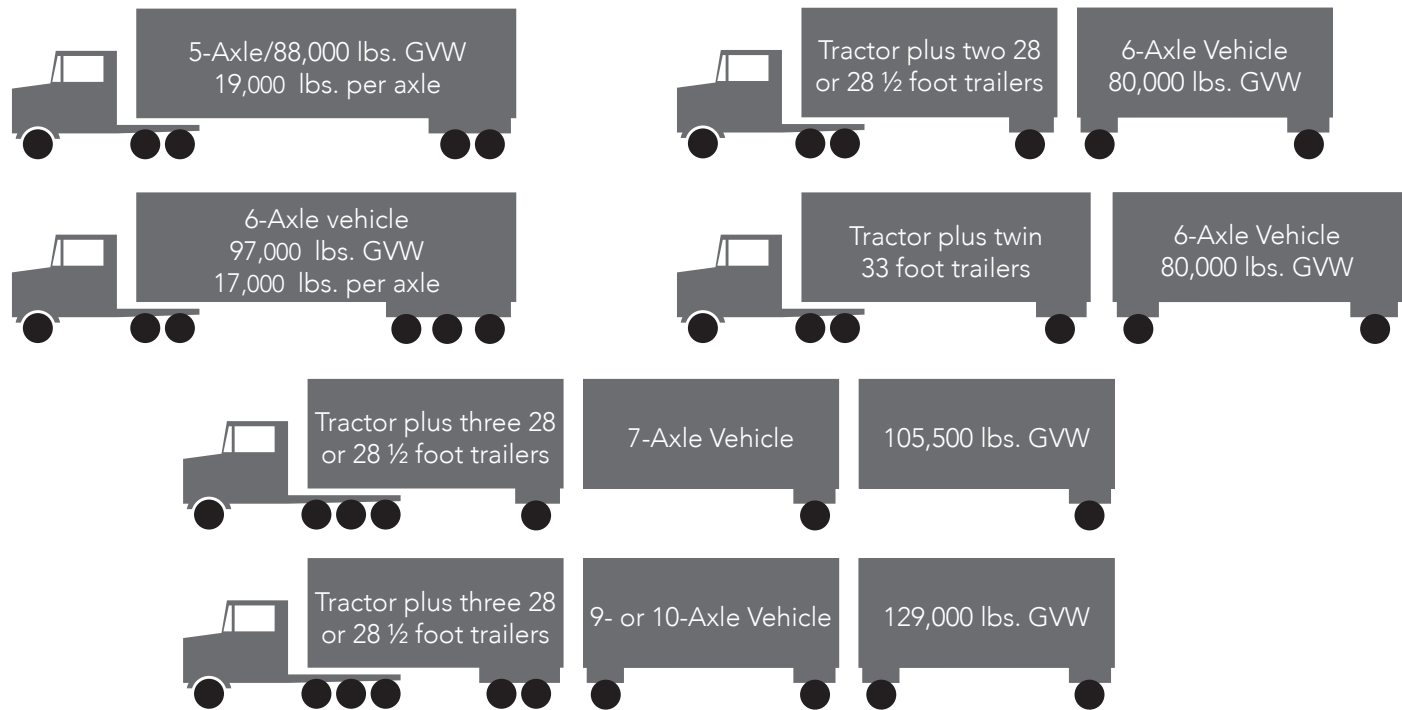 5-Axle/88,000 lbs. GVW
19,000 lbs. per axle
Tractor plus two 28
or 28 ½ foot trailers
6-Axle Vehicle
80,000 lbs. GVW
6-Axle vehicle
97,000 lbs. GVW
17,000 lbs. per axle
Tractor plus twin
33 foot trailers
6-Axle Vehicle
80,000 lbs. GVW
Tractor plus three 28
or 28 ½ foot trailers
7-Axle Vehicle
105,500 lbs. GVW
Tractor plus three 28
or 28 ½ foot trailers
9- or 10-Axle Vehicle
129,000 lbs. GVW